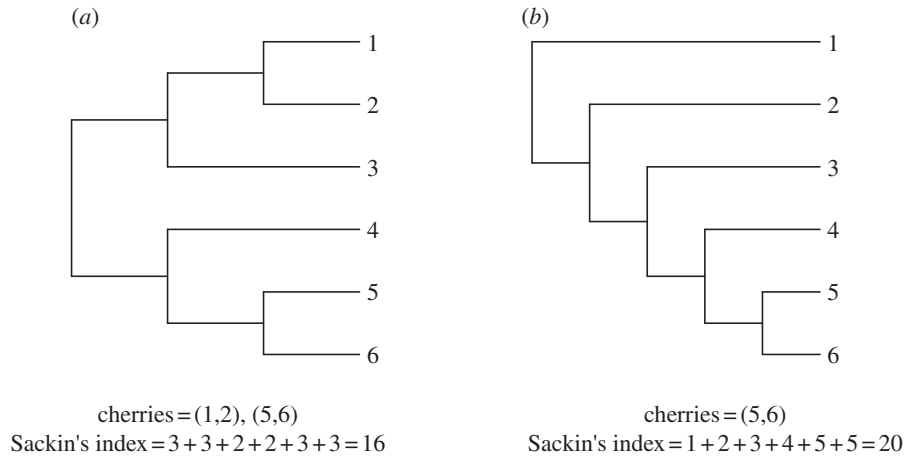 (a)
1
2
3
4
5
6
cherries = (1,2), (5,6)
Sackin's index = 3 + 3 + 2 + 2 + 3 + 3 = 16
(b)
1
2
3
4
5
6
cherries = (5,6)
Sackin's index = 1 + 2 + 3 + 4 + 5 + 5 = 20